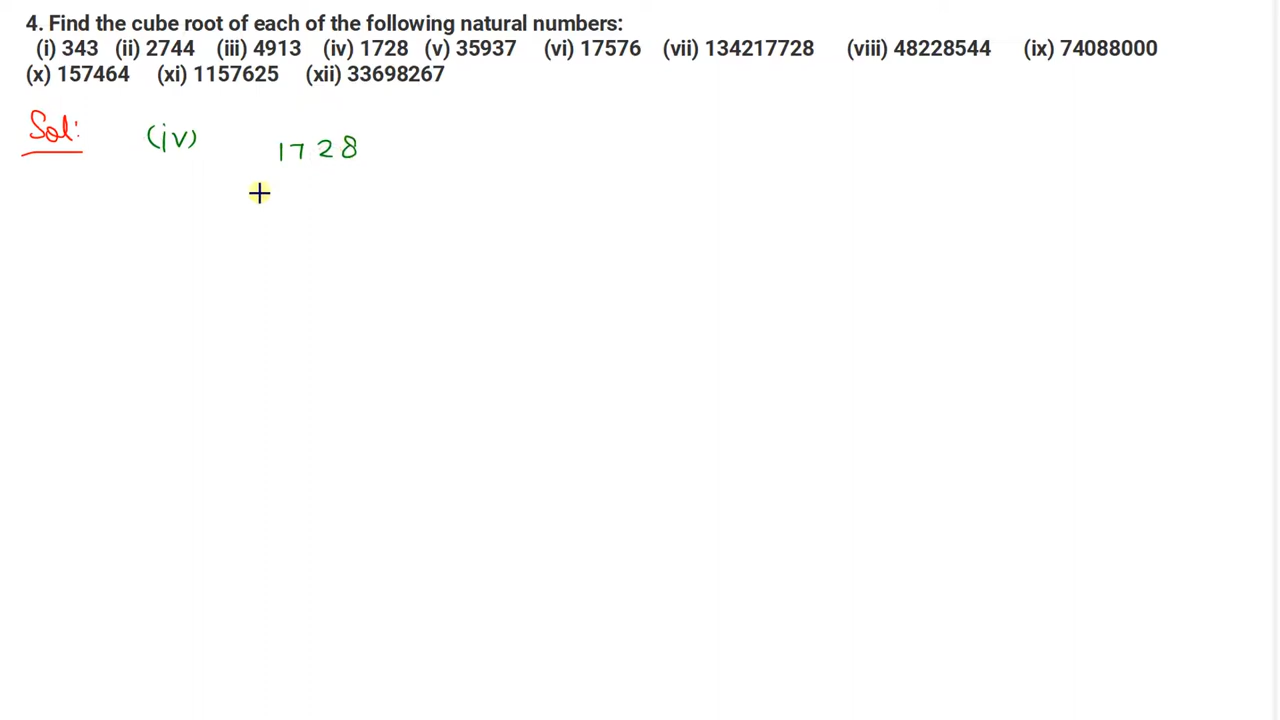 4. Find the cube root of each of the following natural numbers:
(i) 343 (ii) 2744 (iii) 4913 (iv) 1728 (v) 35937 (vi) 17576 (vii) 134217728 (viii) 48228544 (ix) 74088000
(x) 157464 (xi) 1157625 (xii) 33698267
Sol: (iv) 1728